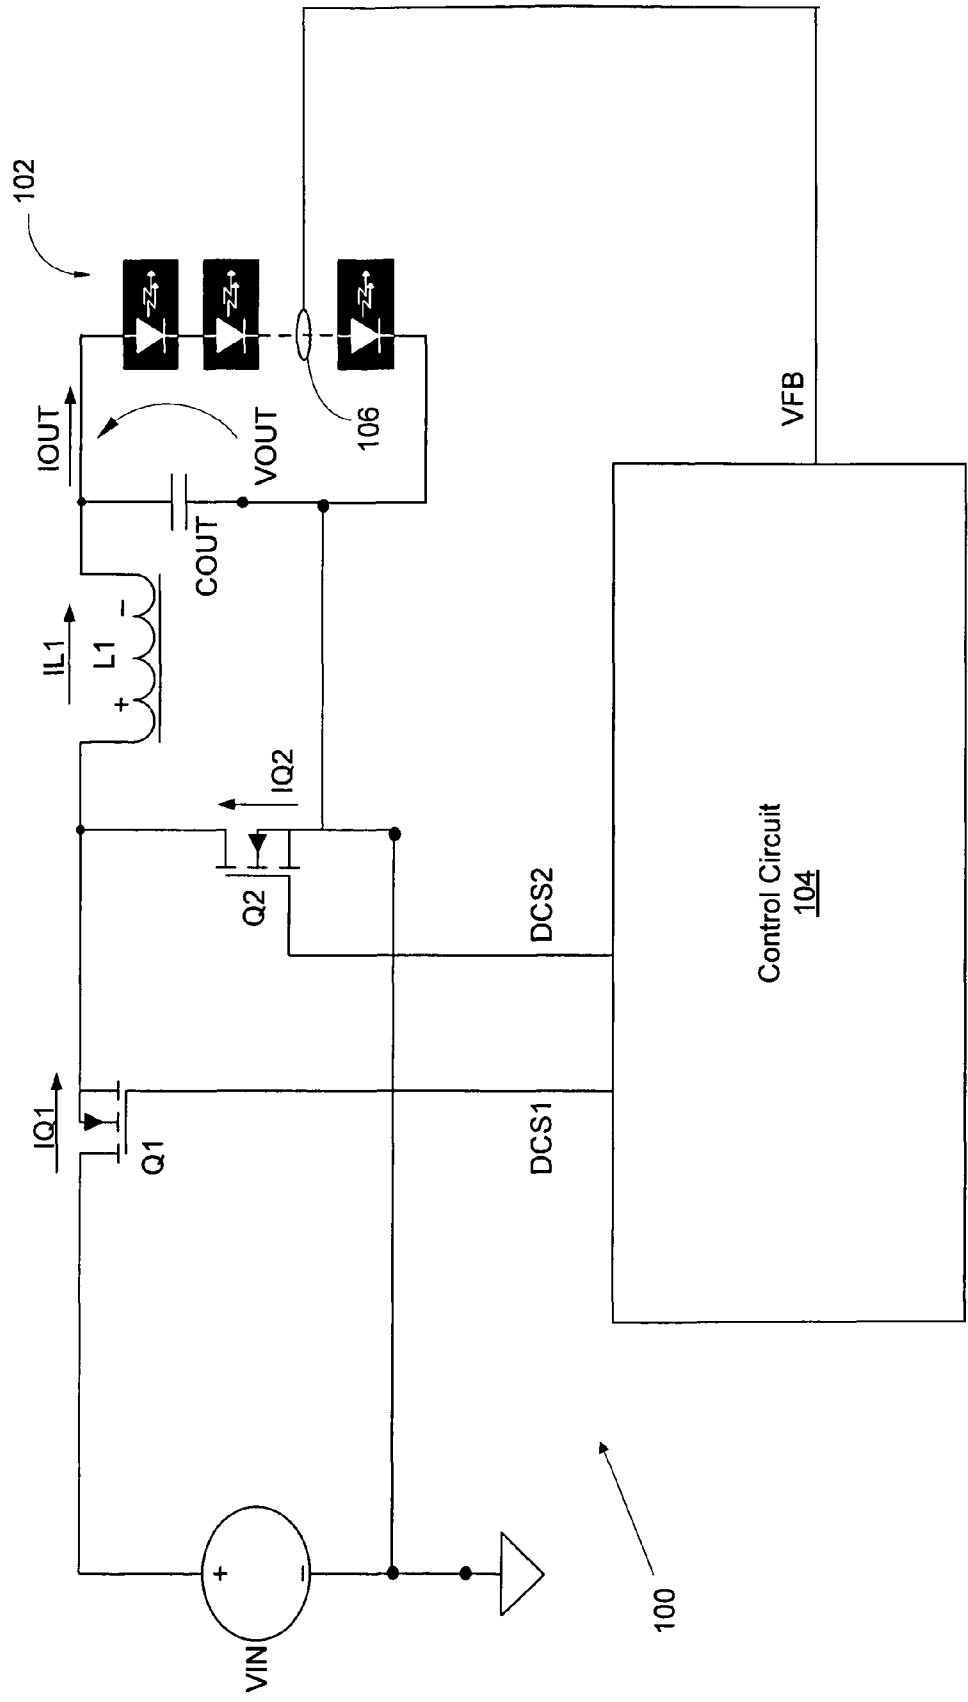 102
IOUT
IL1
L1
+
−
VOUT
COUT
106
IQ1
Q1
IQ2
Q2
VIN
+
−
DCS1
DCS2
VFB
Control Circuit
104
100